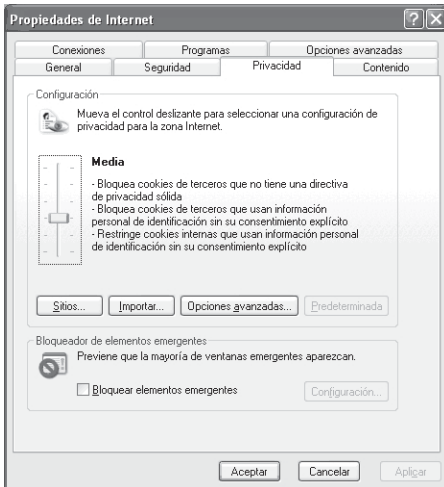 Propiedades de Internet
Conexiones Programas Opciones avanzadas
General Seguridad Privacidad Contenido
Configuración
Mueva el control deslizante para seleccionar una configuración de
privacidad para la zona Internet.
Media
- Bloquea cookies de terceros que no tiene una directiva
de privacidad sólida
- Bloquea cookies de terceros que usan información
personal de identificación sin su consentimiento explícito
- Restringe cookies internas que usan información personal
de identificación sin su consentimiento explícito
Sitios... Importar... Opciones avanzadas... Predeterminada
Bloqueador de elementos emergentes
Previene que la mayoría de ventanas emergentes aparezcan.
Bloquear elementos emergentes Configuración...
Aceptar Cancelar Aplicar